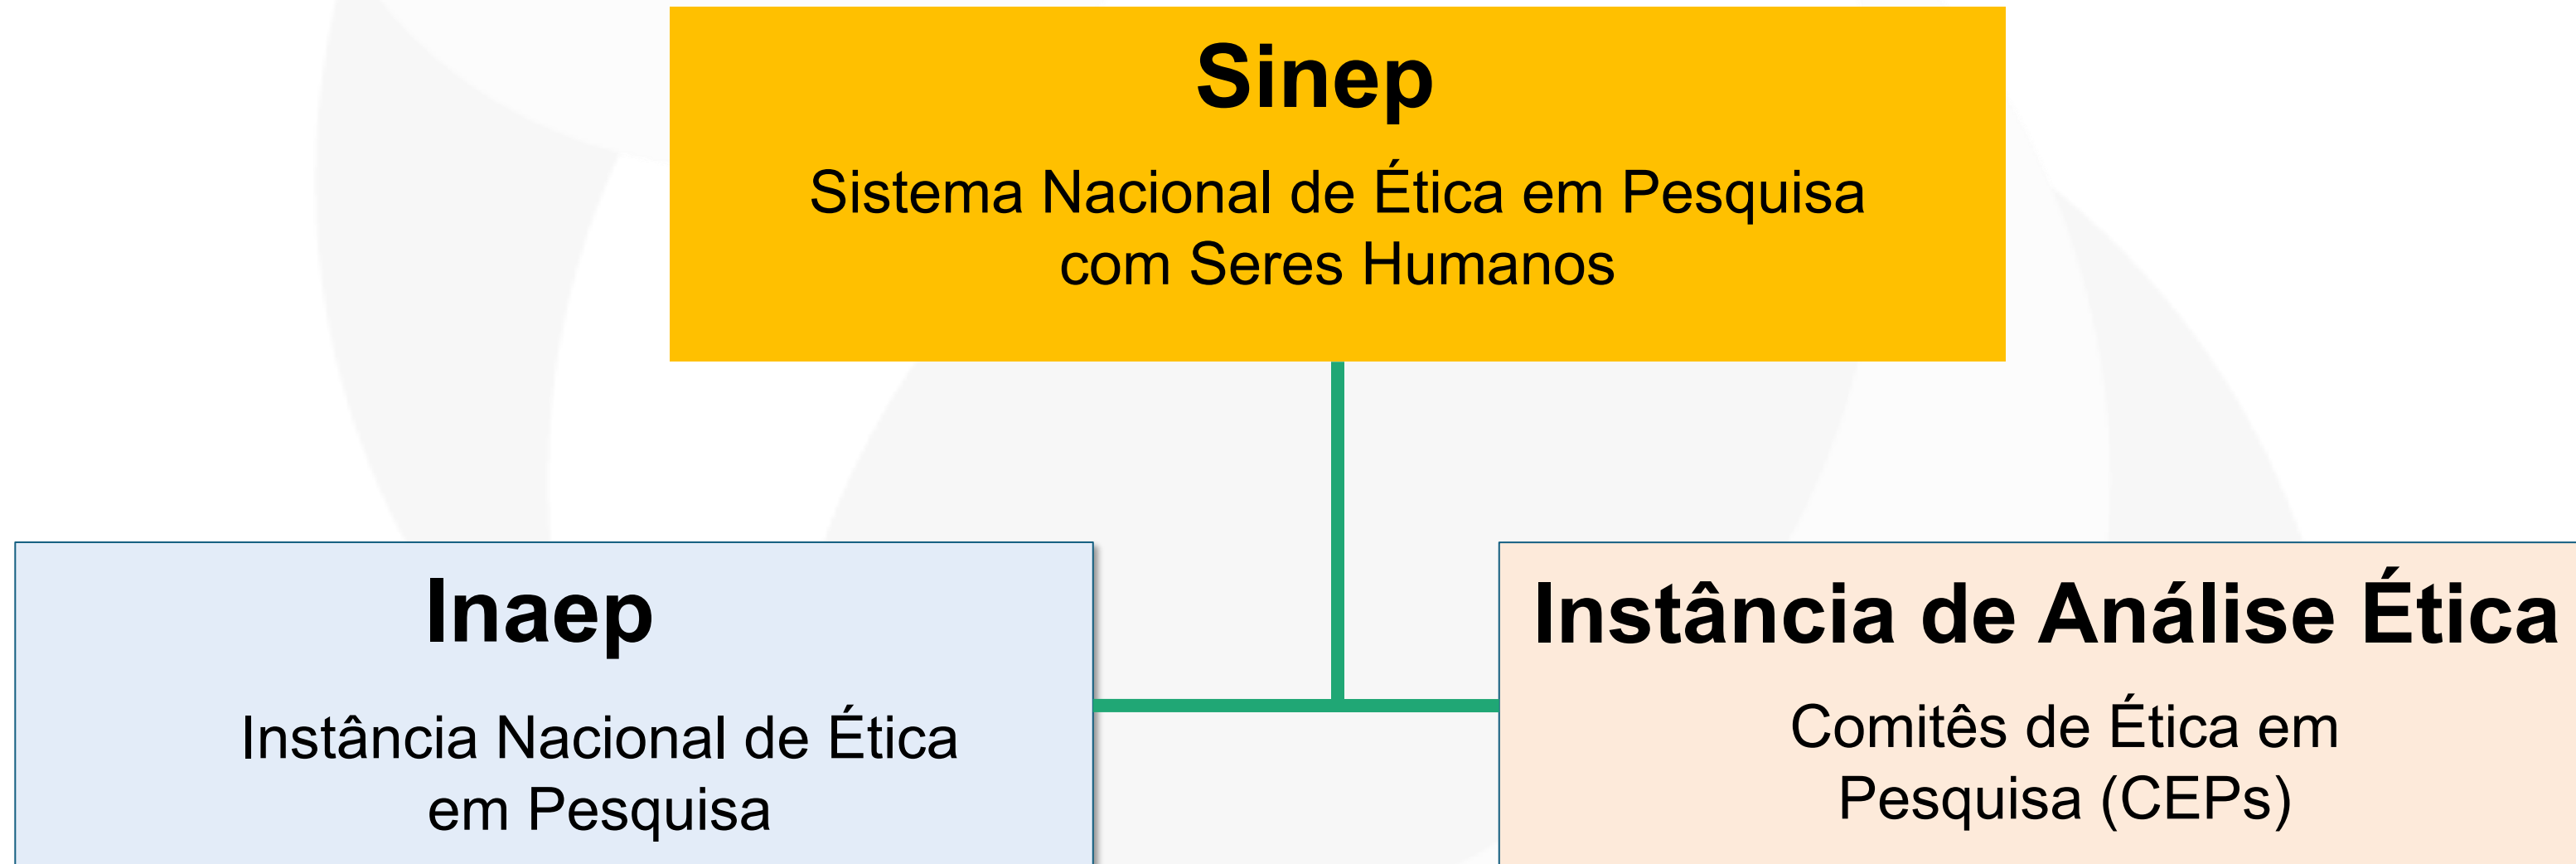 Sinep
Sistema Nacional de Ética em Pesquisa
com Seres Humanos
Inaep
Instância Nacional de Ética
em Pesquisa
Instância de Análise Ética
Comitês de Ética em
Pesquisa (CEPs)